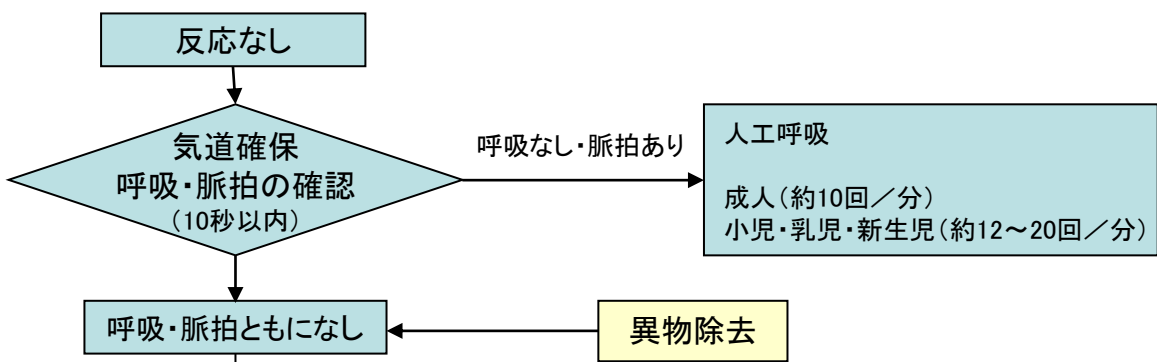 反応なし
気道確保
呼吸・脈拍の確認
(10秒以内)
呼吸なし・脈拍あり
人工呼吸
成人(約10回／分)
小児・乳児・新生児(約12～20回／分)
呼吸・脈拍ともになし
異物除去